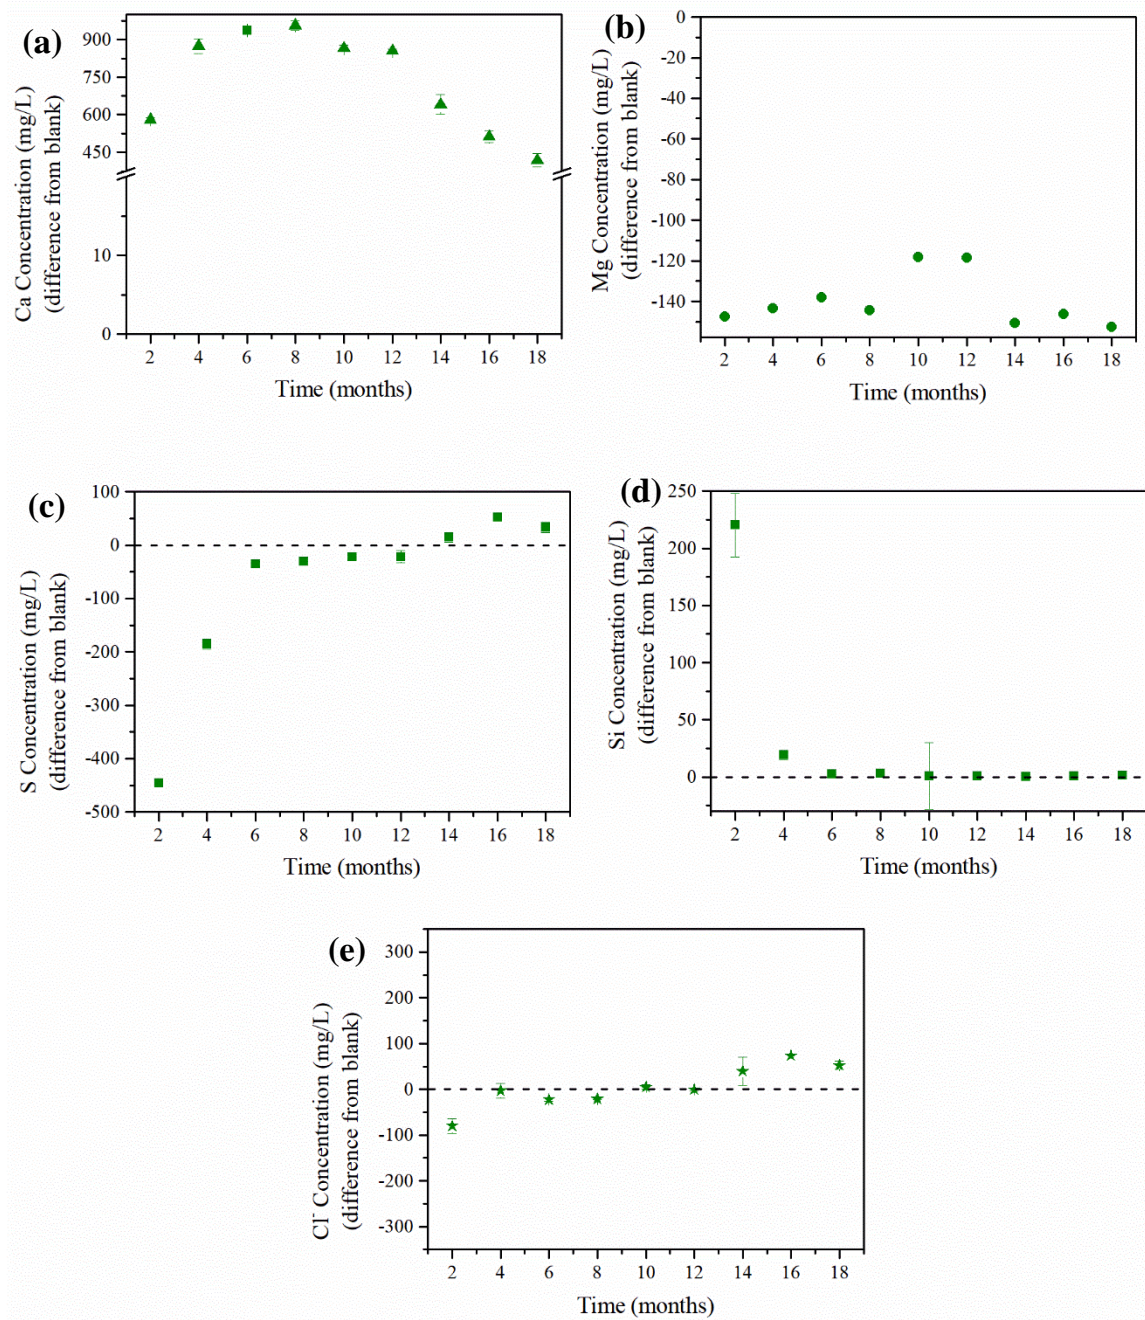 (a)
Ca Concentration (mg/L)
(difference from blank)
900
750
600
450
10
0
2 4 6 8 10 12 14 16 18
Time (months)
(b)
Mg Concentration (mg/L)
(difference from blank)
0
-20
-40
-60
-80
-100
-120
-140
2 4 6 8 10 12 14 16 18
Time (months)
(c)
S Concentration (mg/L)
(difference from blank)
100
0
-100
-200
-300
-400
-500
2 4 6 8 10 12 14 16 18
Time (months)
(d)
Si Concentration (mg/L)
(difference from blank)
250
200
150
100
50
0
2 4 6 8 10 12 14 16 18
Time (months)
(e)
Cl⁻ Concentration (mg/L)
(difference from blank)
300
200
100
0
-100
-200
-300
2 4 6 8 10 12 14 16 18
Time (months)